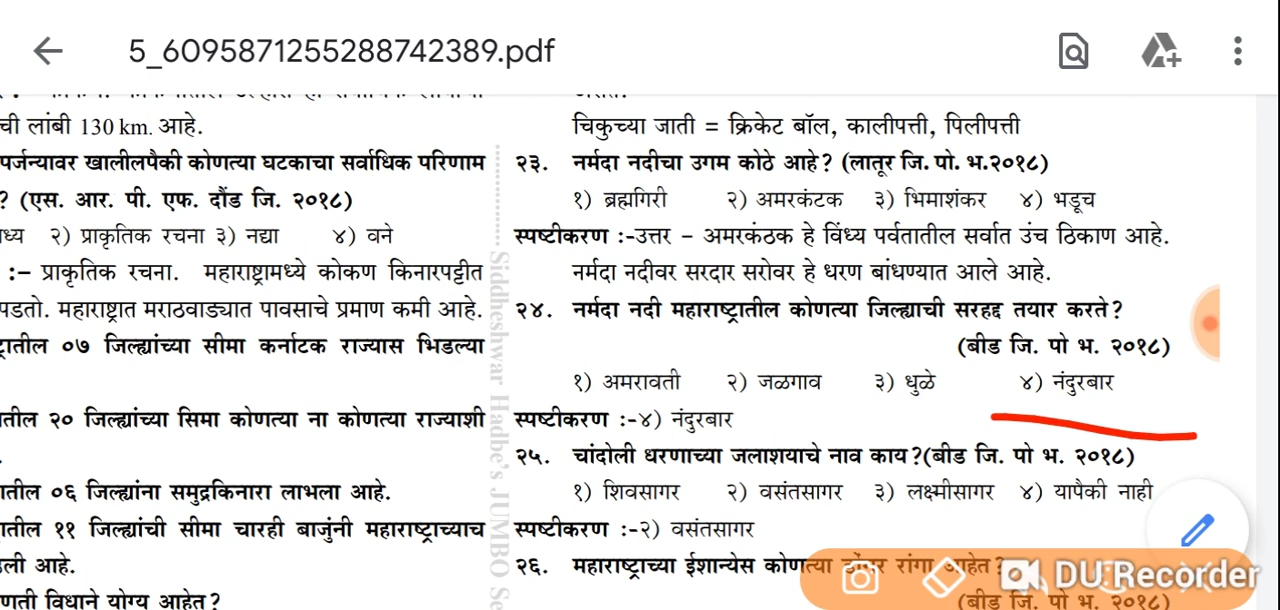 5_6095871255288742389.pdf
ची लांबी 130 km. आहे.
पर्जन्यावर खालीलपैकी कोणत्या घटकाचा सर्वाधिक परिणाम
? (एस. आर. पी. एफ. दौंड जि. २०१८)
ध्य २) प्राकृतिक रचना ३) नद्या ४) वने
:– प्राकृतिक रचना. महाराष्ट्रामध्ये कोकण किनारपट्टीत
पडतो. महाराष्ट्रात मराठवाड्यात पावसाचे प्रमाण कमी आहे.
ट्रातील ०७ जिल्ह्यांच्या सीमा कर्नाटक राज्यास भिडल्या
तील २० जिल्ह्यांच्या सिमा कोणत्या ना कोणत्या राज्याशी
तील ०६ जिल्ह्यांना समुद्रकिनारा लाभला आहे.
तील ११ जिल्ह्यांची सीमा चारही बाजुंनी महाराष्ट्राच्याच
ली आहे.
णती विधाने योग्य आहेत?
Siddheshwar Hadbe's JUMBO Se
चिकुच्या जाती = क्रिकेट बॉल, कालीपत्ती, पिलीपत्ती
२३. नर्मदा नदीचा उगम कोठे आहे? (लातूर जि. पो. भ.२०१८)
१) ब्रह्मगिरी २) अमरकंटक ३) भिमाशंकर ४) भडूच
स्पष्टीकरण :-उत्तर – अमरकंठक हे विंध्य पर्वतातील सर्वात उंच ठिकाण आहे.
नर्मदा नदीवर सरदार सरोवर हे धरण बांधण्यात आले आहे.
२४. नर्मदा नदी महाराष्ट्रातील कोणत्या जिल्ह्याची सरहद्द तयार करते?
(बीड जि. पो भ. २०१८)
१) अमरावती २) जळगाव ३) धुळे ४) नंदुरबार
स्पष्टीकरण :-४) नंदुरबार
२५. चांदोली धरणाच्या जलाशयाचे नाव काय?(बीड जि. पो भ. २०१८)
१) शिवसागर २) वसंतसागर ३) लक्ष्मीसागर ४) यापैकी नाही
स्पष्टीकरण :-२) वसंतसागर
२६. महाराष्ट्राच्या ईशान्येस कोणत्या डोंगर रांगा आहेत?
(बीड जि. पो भ. २०१८)
DU Recorder